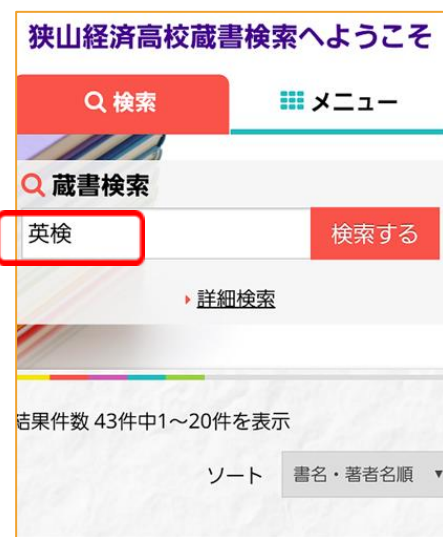 狭山経済高校蔵書検索へようこそ
検索 メニュー
蔵書検索
英検 検索する
詳細検索
結果件数 43件中1～20件を表示
ソート 書名・著者名順